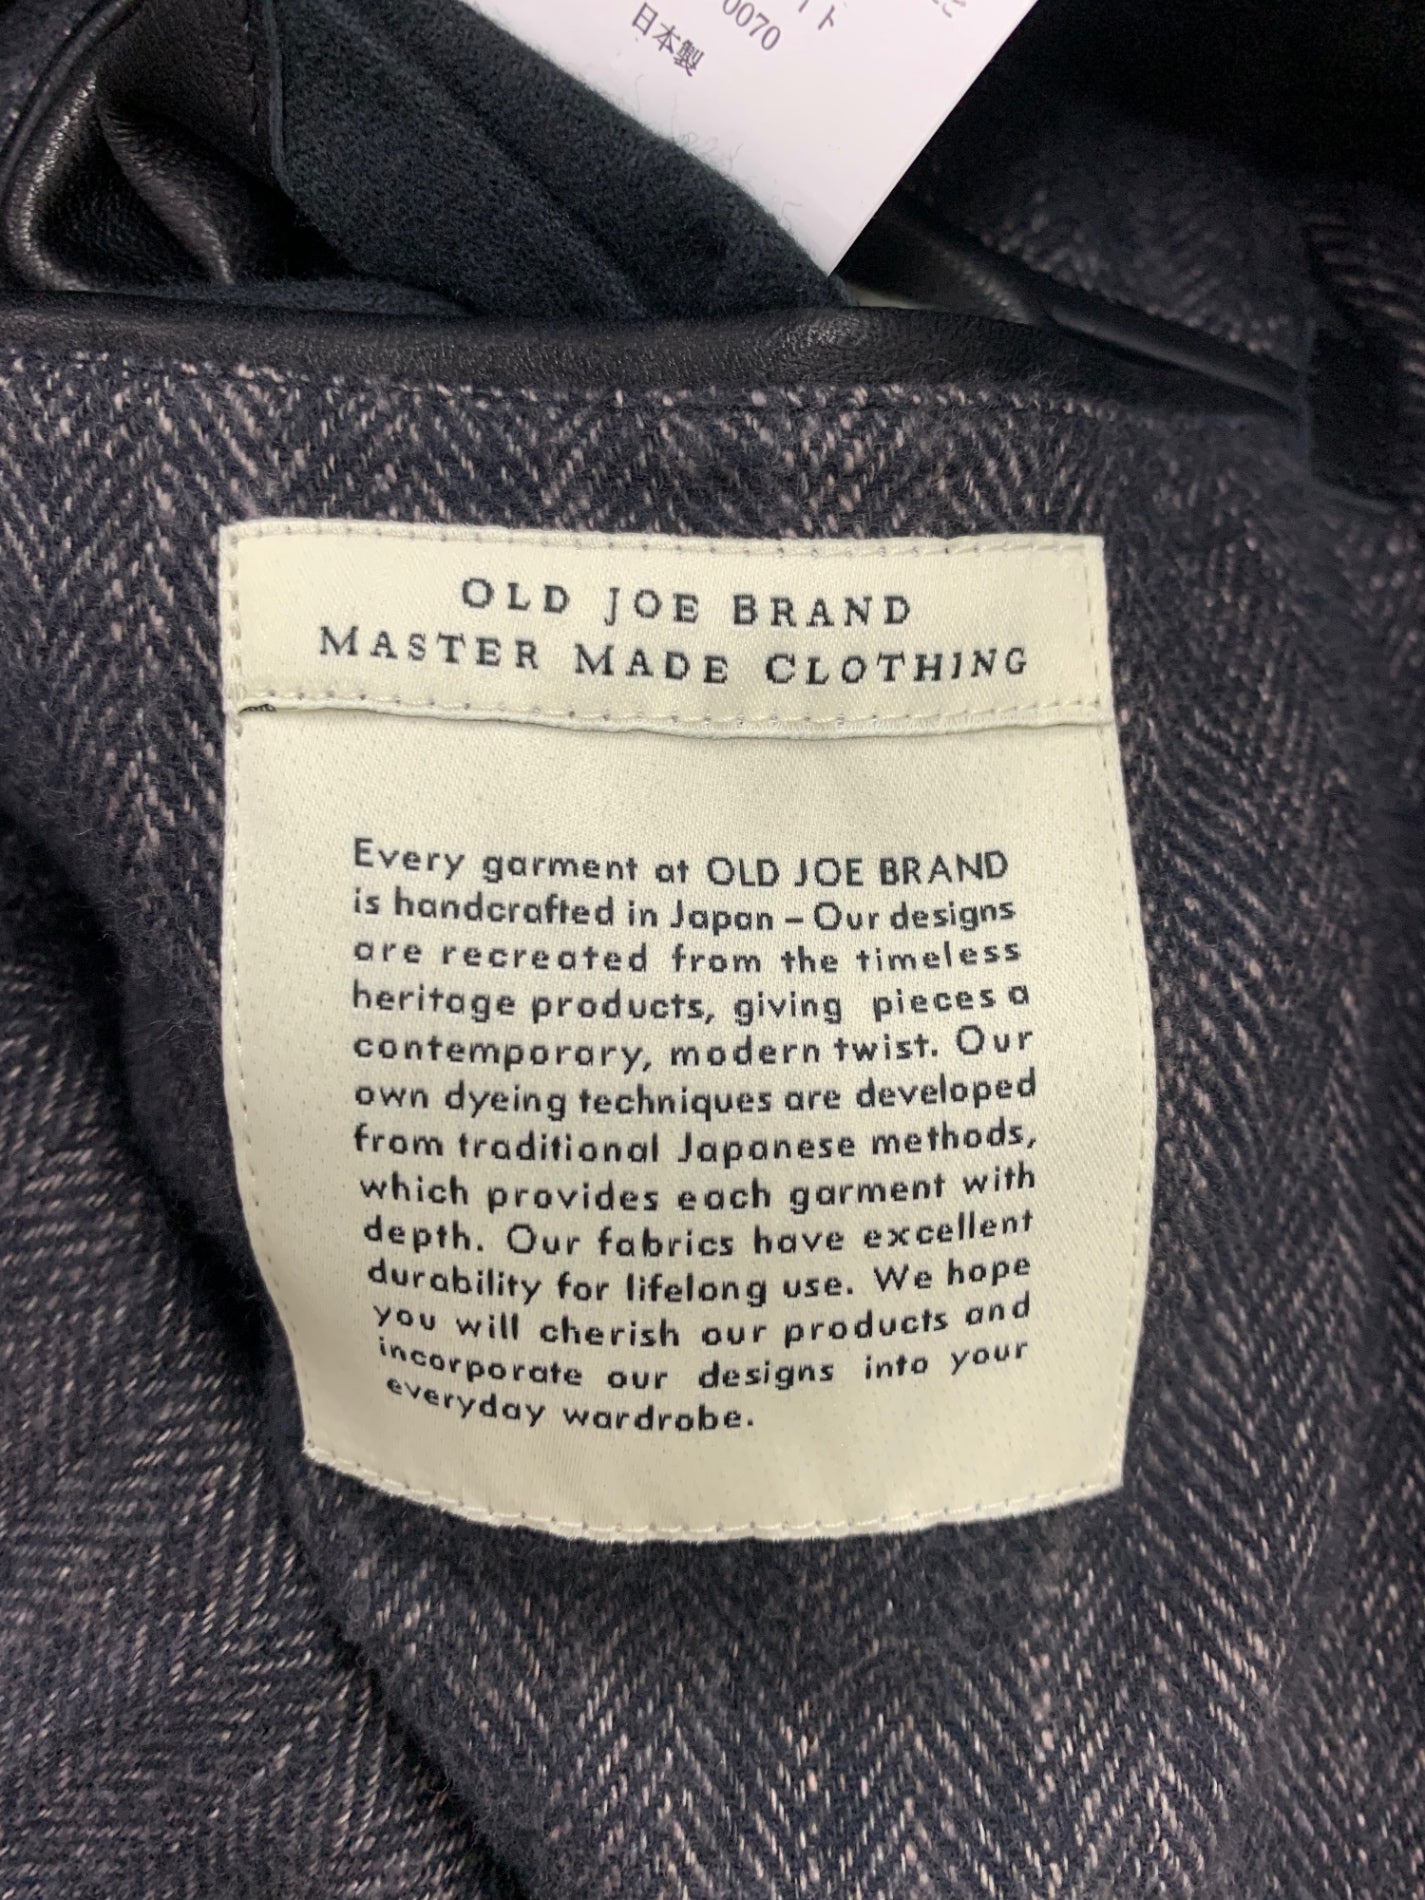 0070
日本製
OLD JOE BRAND
MASTER MADE CLOTHING
Every garment at OLD JOE BRAND
is handcrafted in Japan – Our designs
are recreated from the timeless
heritage products, giving pieces a
contemporary, modern twist. Our
own dyeing techniques are developed
from traditional Japanese methods,
which provides each garment with
depth. Our fabrics have excellent
durability for lifelong use. We hope
you will cherish our products and
incorporate our designs into your
everyday wardrobe.